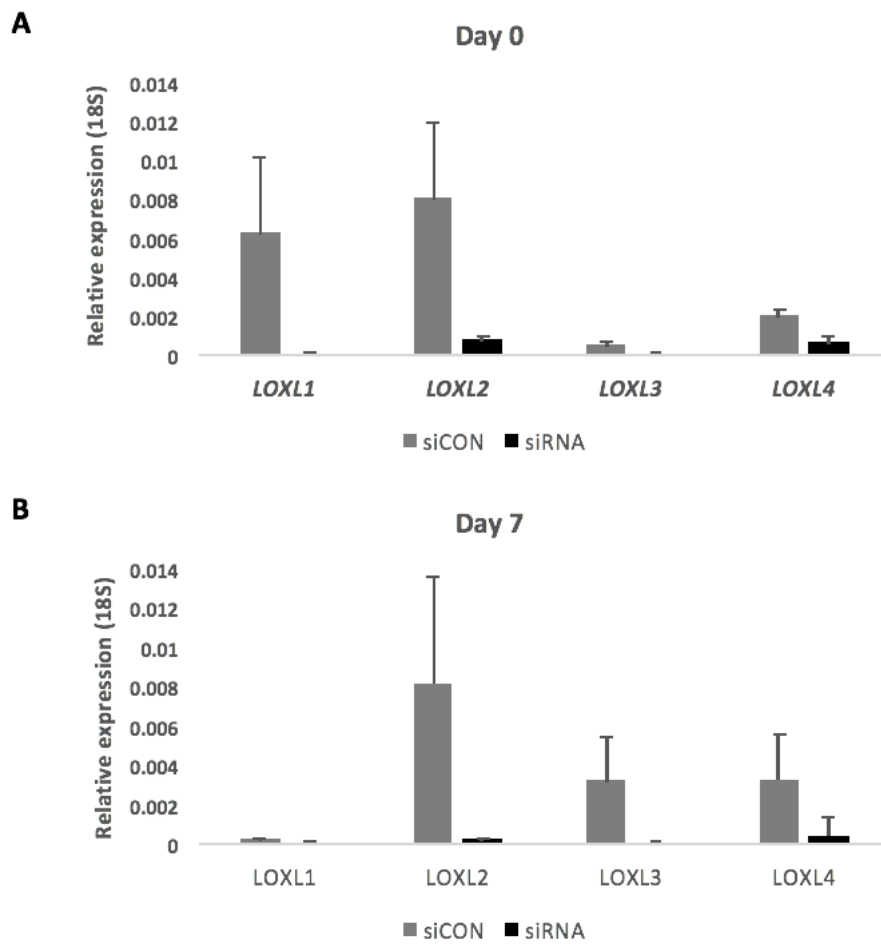 A
Day 0
Relative expression (18S)
0.014
0.012
0.01
0.008
0.006
0.004
0.002
0
LOXL1 LOXL2 LOXL3 LOXL4
siCON siRNA
B
Day 7
Relative expression (18S)
0.014
0.012
0.01
0.008
0.006
0.004
0.002
0
LOXL1 LOXL2 LOXL3 LOXL4
siCON siRNA